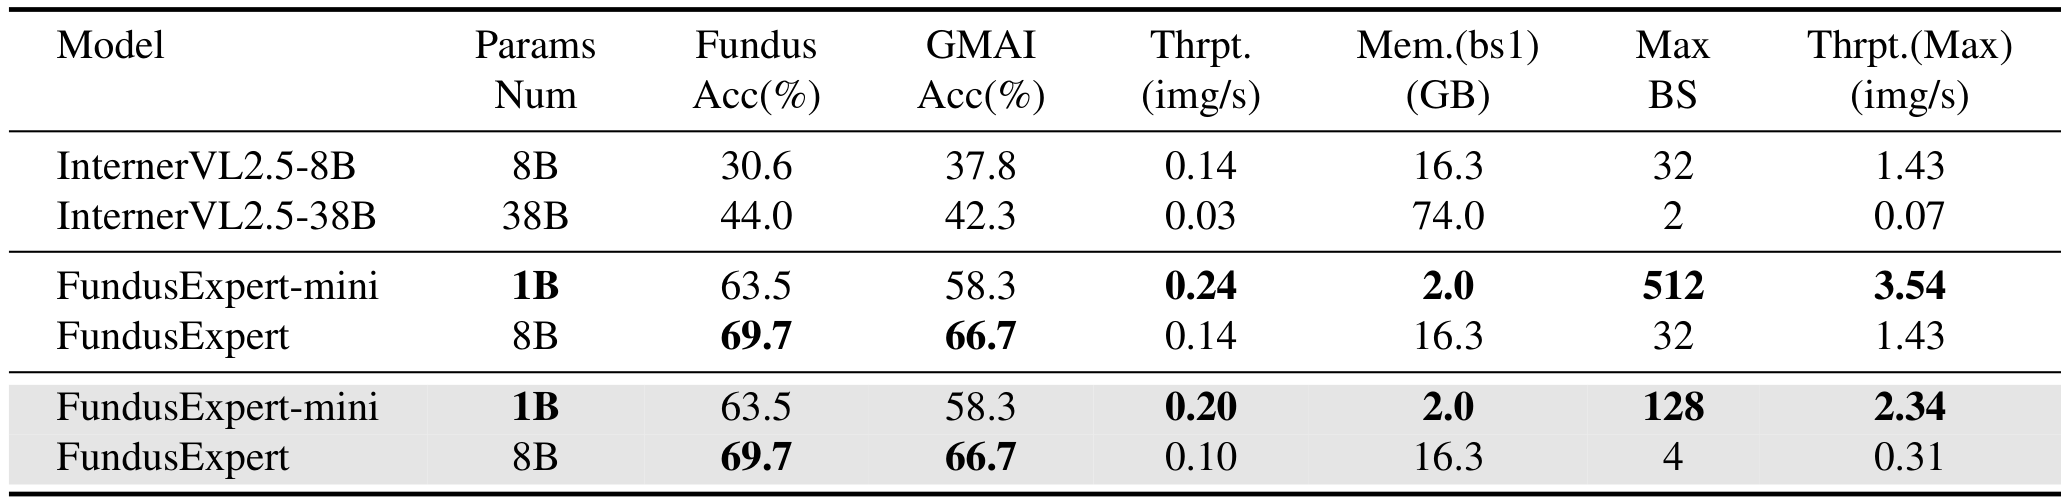 Model Params Fundus GMAI Thrpt. Mem.(bs1) Max Thrpt.(Max)
Num Acc(%) Acc(%) (img/s) (GB) BS (img/s)
InternerVL2.5-8B 8B 30.6 37.8 0.14 16.3 32 1.43
InternerVL2.5-38B 38B 44.0 42.3 0.03 74.0 2 0.07
FundusExpert-mini 1B 63.5 58.3 0.24 2.0 512 3.54
FundusExpert 8B 69.7 66.7 0.14 16.3 32 1.43
FundusExpert-mini 1B 63.5 58.3 0.20 2.0 128 2.34
FundusExpert 8B 69.7 66.7 0.10 16.3 4 0.31